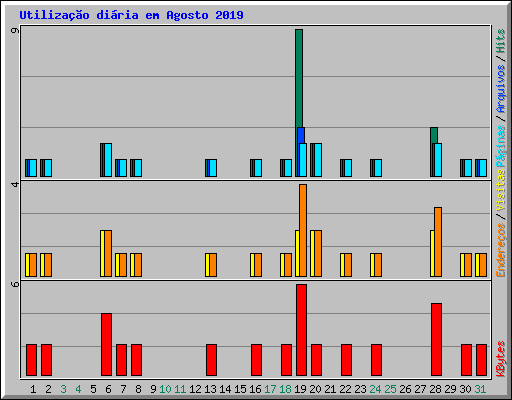 Utilização diária em Agosto 2019
9
4
6
Endereços / Visitas Páginas / Arquivos / Hits
KBytes
1 2 3 4 5 6 7 8 9 10 11 12 13 14 15 16 17 18 19 20 21 22 23 24 25 26 27 28 29 30 31